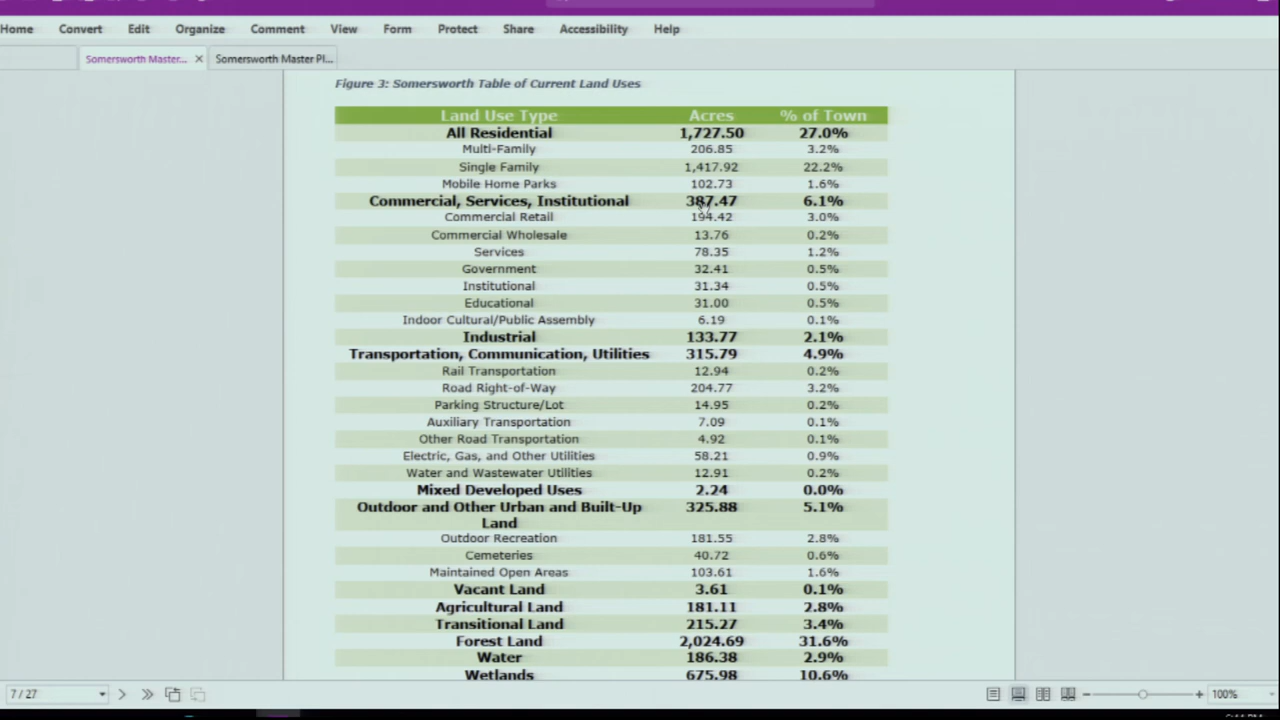 Home Convert Edit Organize Comment View Form Protect Share Accessibility Help
Somersworth Master... × Somersworth Master Pl...
Figure 3: Somersworth Table of Current Land Uses
Land Use Type Acres % of Town
All Residential 1,727.50 27.0%
Multi-Family 206.85 3.2%
Single Family 1,417.92 22.2%
Mobile Home Parks 102.73 1.6%
Commercial, Services, Institutional 387.47 6.1%
Commercial Retail 194.42 3.0%
Commercial Wholesale 13.76 0.2%
Services 78.35 1.2%
Government 32.41 0.5%
Institutional 31.34 0.5%
Educational 31.00 0.5%
Indoor Cultural/Public Assembly 6.19 0.1%
Industrial 133.77 2.1%
Transportation, Communication, Utilities 315.79 4.9%
Rail Transportation 12.94 0.2%
Road Right-of-Way 204.77 3.2%
Parking Structure/Lot 14.95 0.2%
Auxiliary Transportation 7.09 0.1%
Other Road Transportation 4.92 0.1%
Electric, Gas, and Other Utilities 58.21 0.9%
Water and Wastewater Utilities 12.91 0.2%
Mixed Developed Uses 2.24 0.0%
Outdoor and Other Urban and Built-Up 325.88 5.1%
Land
Outdoor Recreation 181.55 2.8%
Cemeteries 40.72 0.6%
Maintained Open Areas 103.61 1.6%
Vacant Land 3.61 0.1%
Agricultural Land 181.11 2.8%
Transitional Land 215.27 3.4%
Forest Land 2,024.69 31.6%
Water 186.38 2.9%
Wetlands 675.98 10.6%
7 / 27 100%